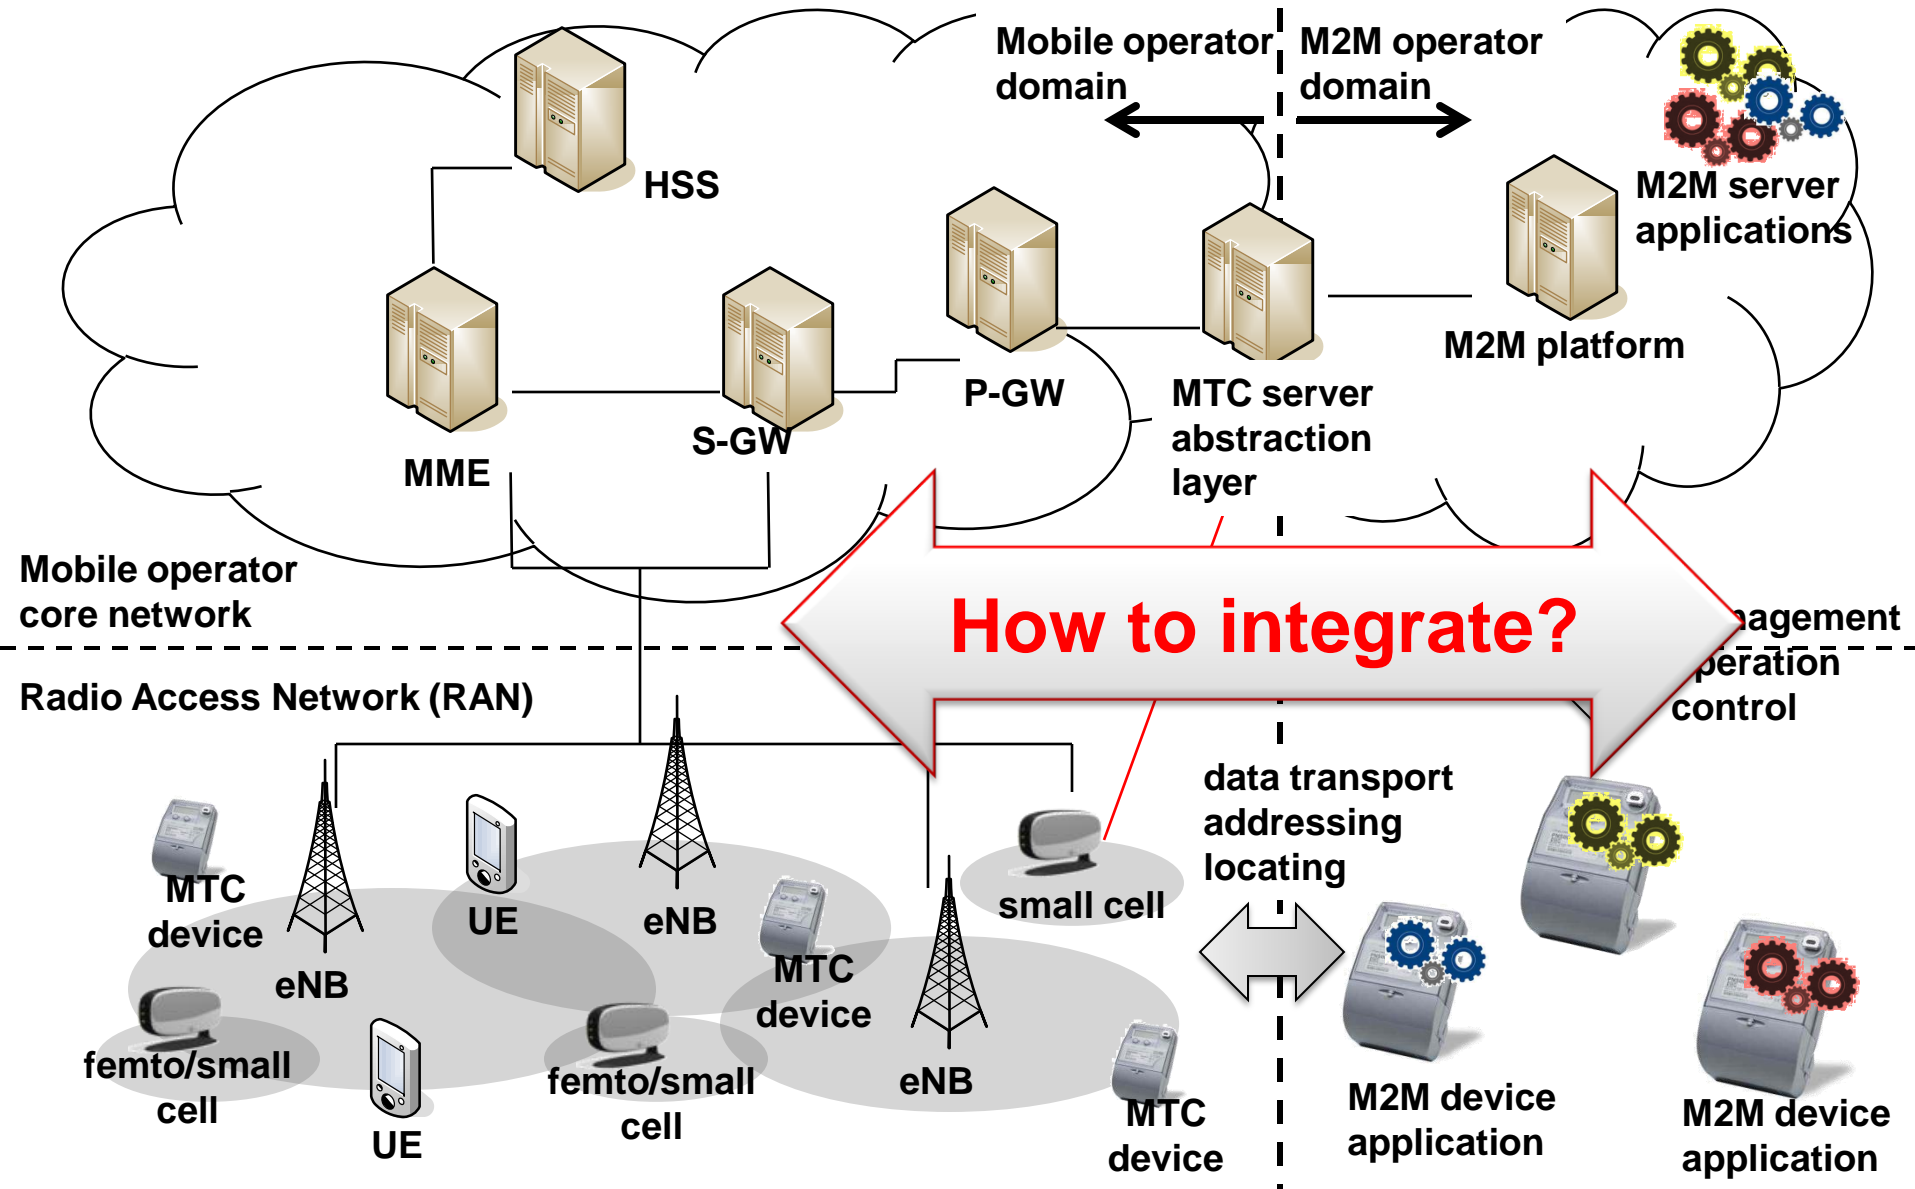 Mobile operator
domain
M2M operator
domain
HSS
M2M server
applications
M2M platform
P-GW
MTC server
abstraction
layer
S-GW
MME
Mobile operator
core network
How to integrate?
control
Radio Access Network (RAN)
data transport
addressing
locating
MTC
device
UE
eNB
small cell
eNB
MTC
device
femto/small
cell
femto/small
cell
eNB
UE
MTC
device
M2M device
application
M2M device
application